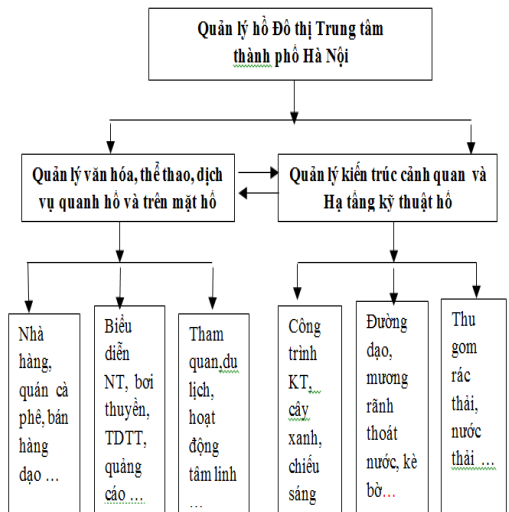 Quản lý hồ Đô thị Trung tâm
thành phố Hà Nội
Quản lý văn hóa, thể thao, dịch
vụ quanh hồ và trên mặt hồ
Quản lý kiến trúc cảnh quan và
Hạ tầng kỹ thuật hồ
Nhà
hàng,
quán cà
phê, bán
hàng
dạo ...
Biểu
diễn
NT, bơi
thuyền,
TDTT,
quảng
cáo ...
Tham
quan,du
lịch,
hoạt
động
tâm linh
...
Công
trình
KT,
cây
xanh,
chiếu
sáng
Đường
dạo,
mương
rãnh
thoát
nước, kè
bờ...
Thu
gom
rác
thải,
nước
thải ...